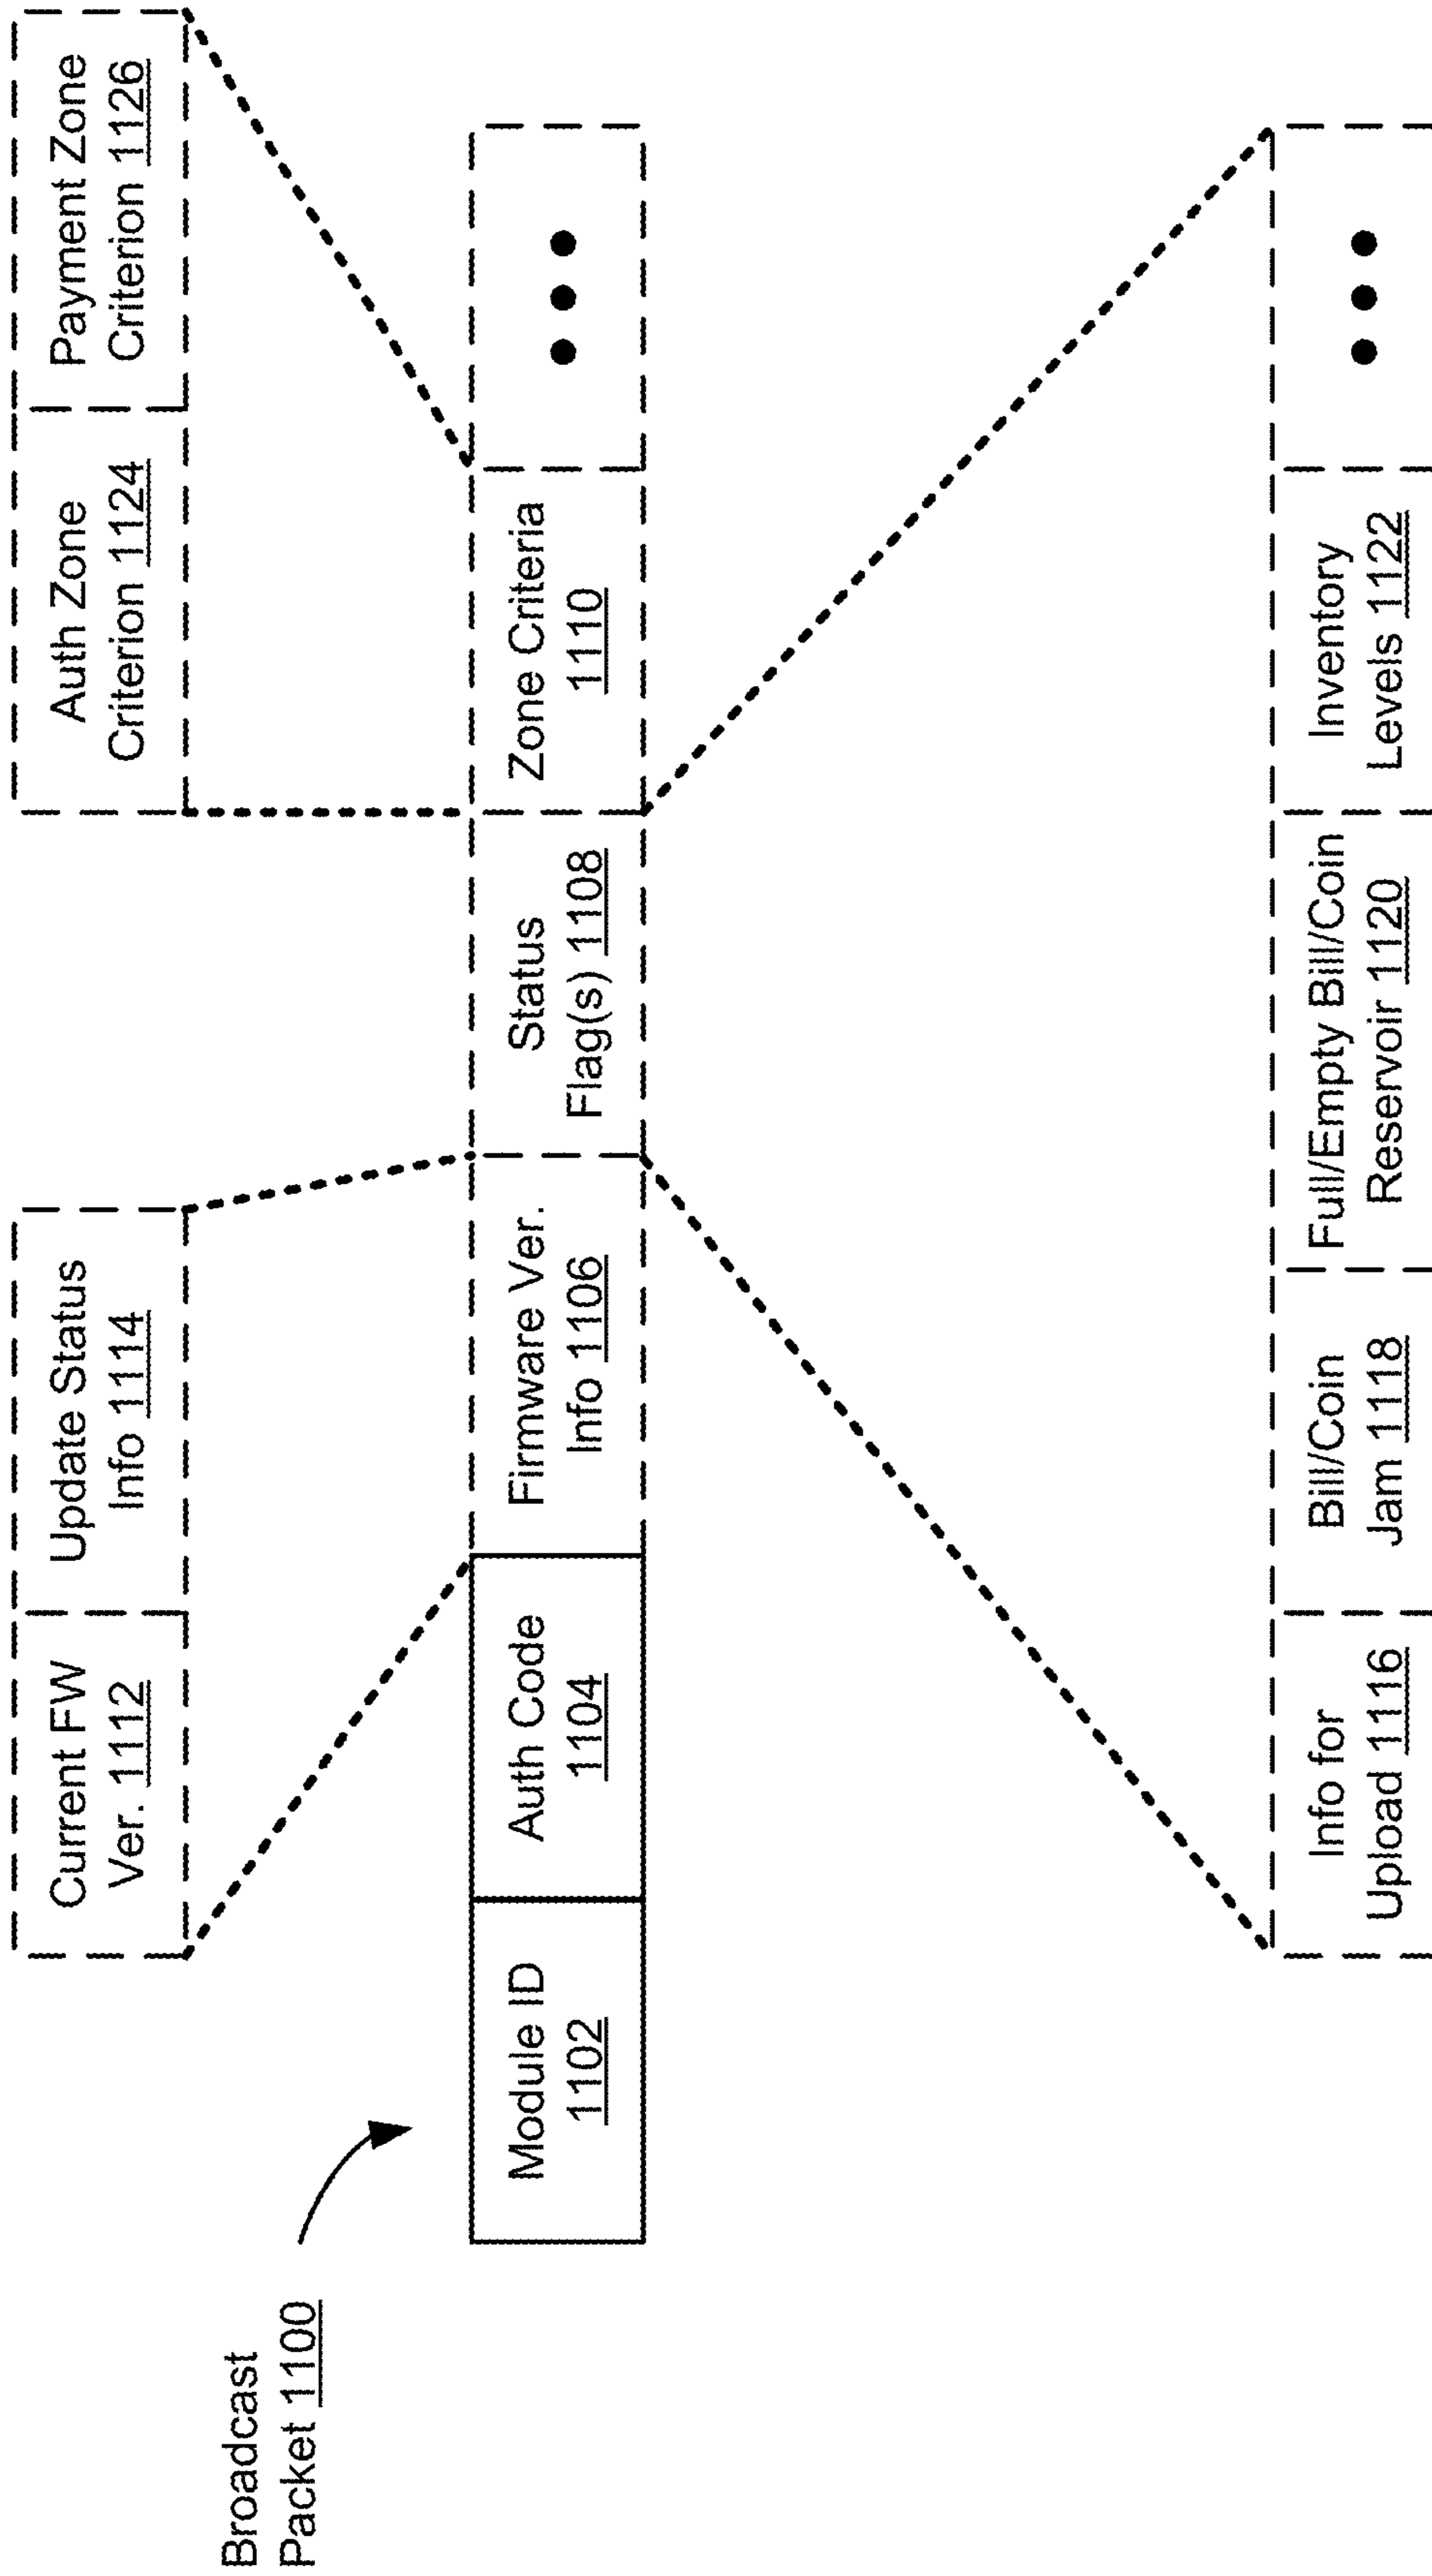 Current FW
Ver. 1112
Update Status
Info 1114
Auth Zone
Criterion 1124
Payment Zone
Criterion 1126
Broadcast
Packet 1100
Module ID
1102
Auth Code
1104
Firmware Ver.
Info 1106
Status
Flag(s) 1108
Zone Criteria
1110
Info for
Upload 1116
Bill/Coin
Jam 1118
Full/Empty Bill/Coin
Reservoir 1120
Inventory
Levels 1122